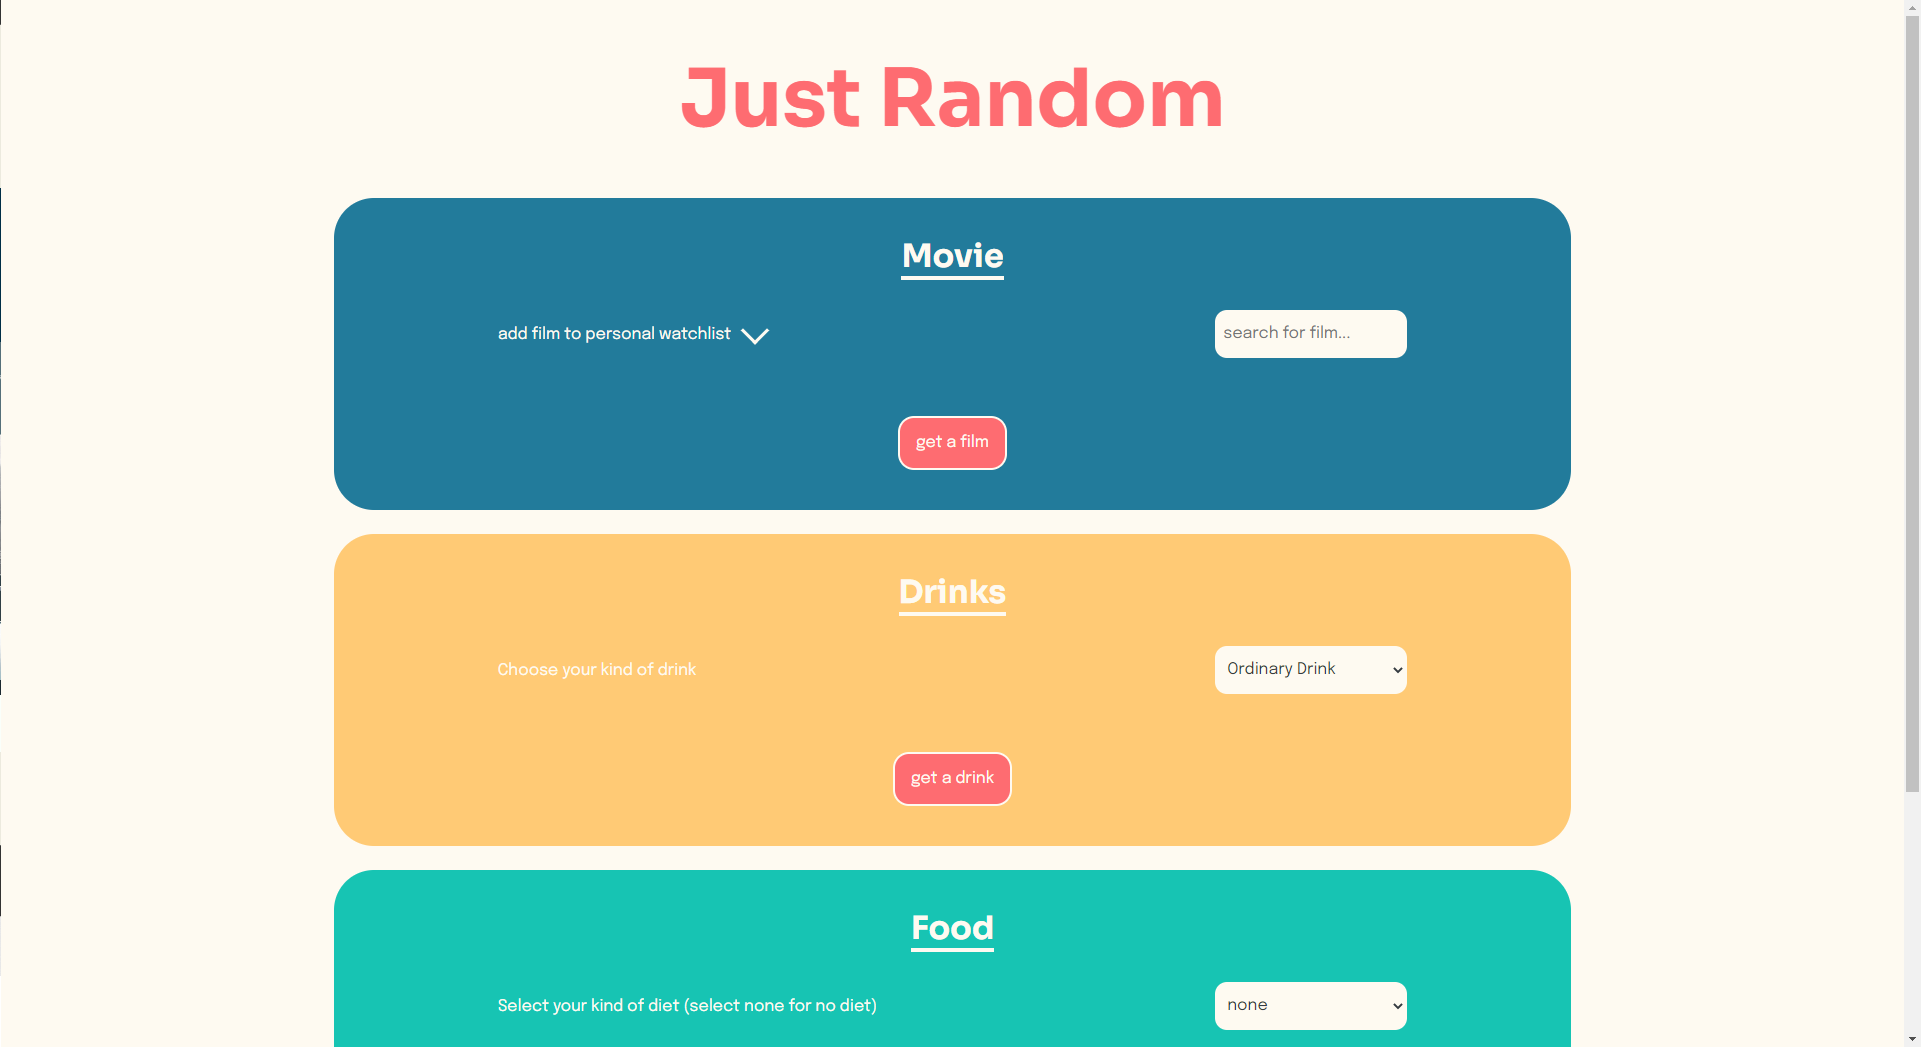 Just Random
Movie
add film to personal watchlist
search for film...
get a film
Drinks
Choose your kind of drink
Ordinary Drink
get a drink
Food
Select your kind of diet (select none for no diet)
none